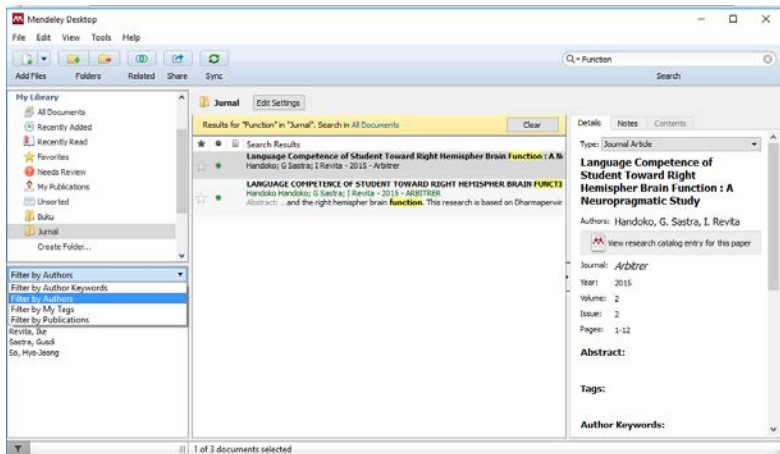 Mendeley Desktop
File Edit View Tools Help
Add Files Folders Related Share Sync
Function
Search
My Library
All Documents
Recently Added
Recently Read
Favorites
Needs Review
My Publications
Unsorted
Buku
Jurnal
Create Folder...
Filter by Authors
Filter by Author Keywords
Filter by Authors
Filter by My Tags
Filter by Publications
Revita, Ike
Sastra, Gusdi
So, Hyo-Jeong
Jurnal Edit Settings
Results for "Function" in "Jurnal". Search in All Documents Clear
Search Results
Language Competence of Student Toward Right Hemispher Brain Function : A N
Handoko; G Sastra; I Revita - 2015 - Arbitrer
LANGUAGE COMPETENCE OF STUDENT TOWARD RIGHT HEMISPHER BRAIN FUNCTI
Handoko Handoko; G Sastra; I Revita - 2015 - ARBITRER
Abstract: ...and the right hemispher brain function. This research is based on Dharmaperwir
Details Notes Contents
Type: Journal Article
Language Competence of
Student Toward Right
Hemispher Brain Function : A
Neuropragmatic Study
Authors: Handoko, G. Sastra, I. Revita
View research catalog entry for this paper
Journal: Arbitrer
Year: 2015
Volume: 2
Issue: 2
Pages: 1-12
Abstract:
Tags:
Author Keywords:
1 of 3 documents selected